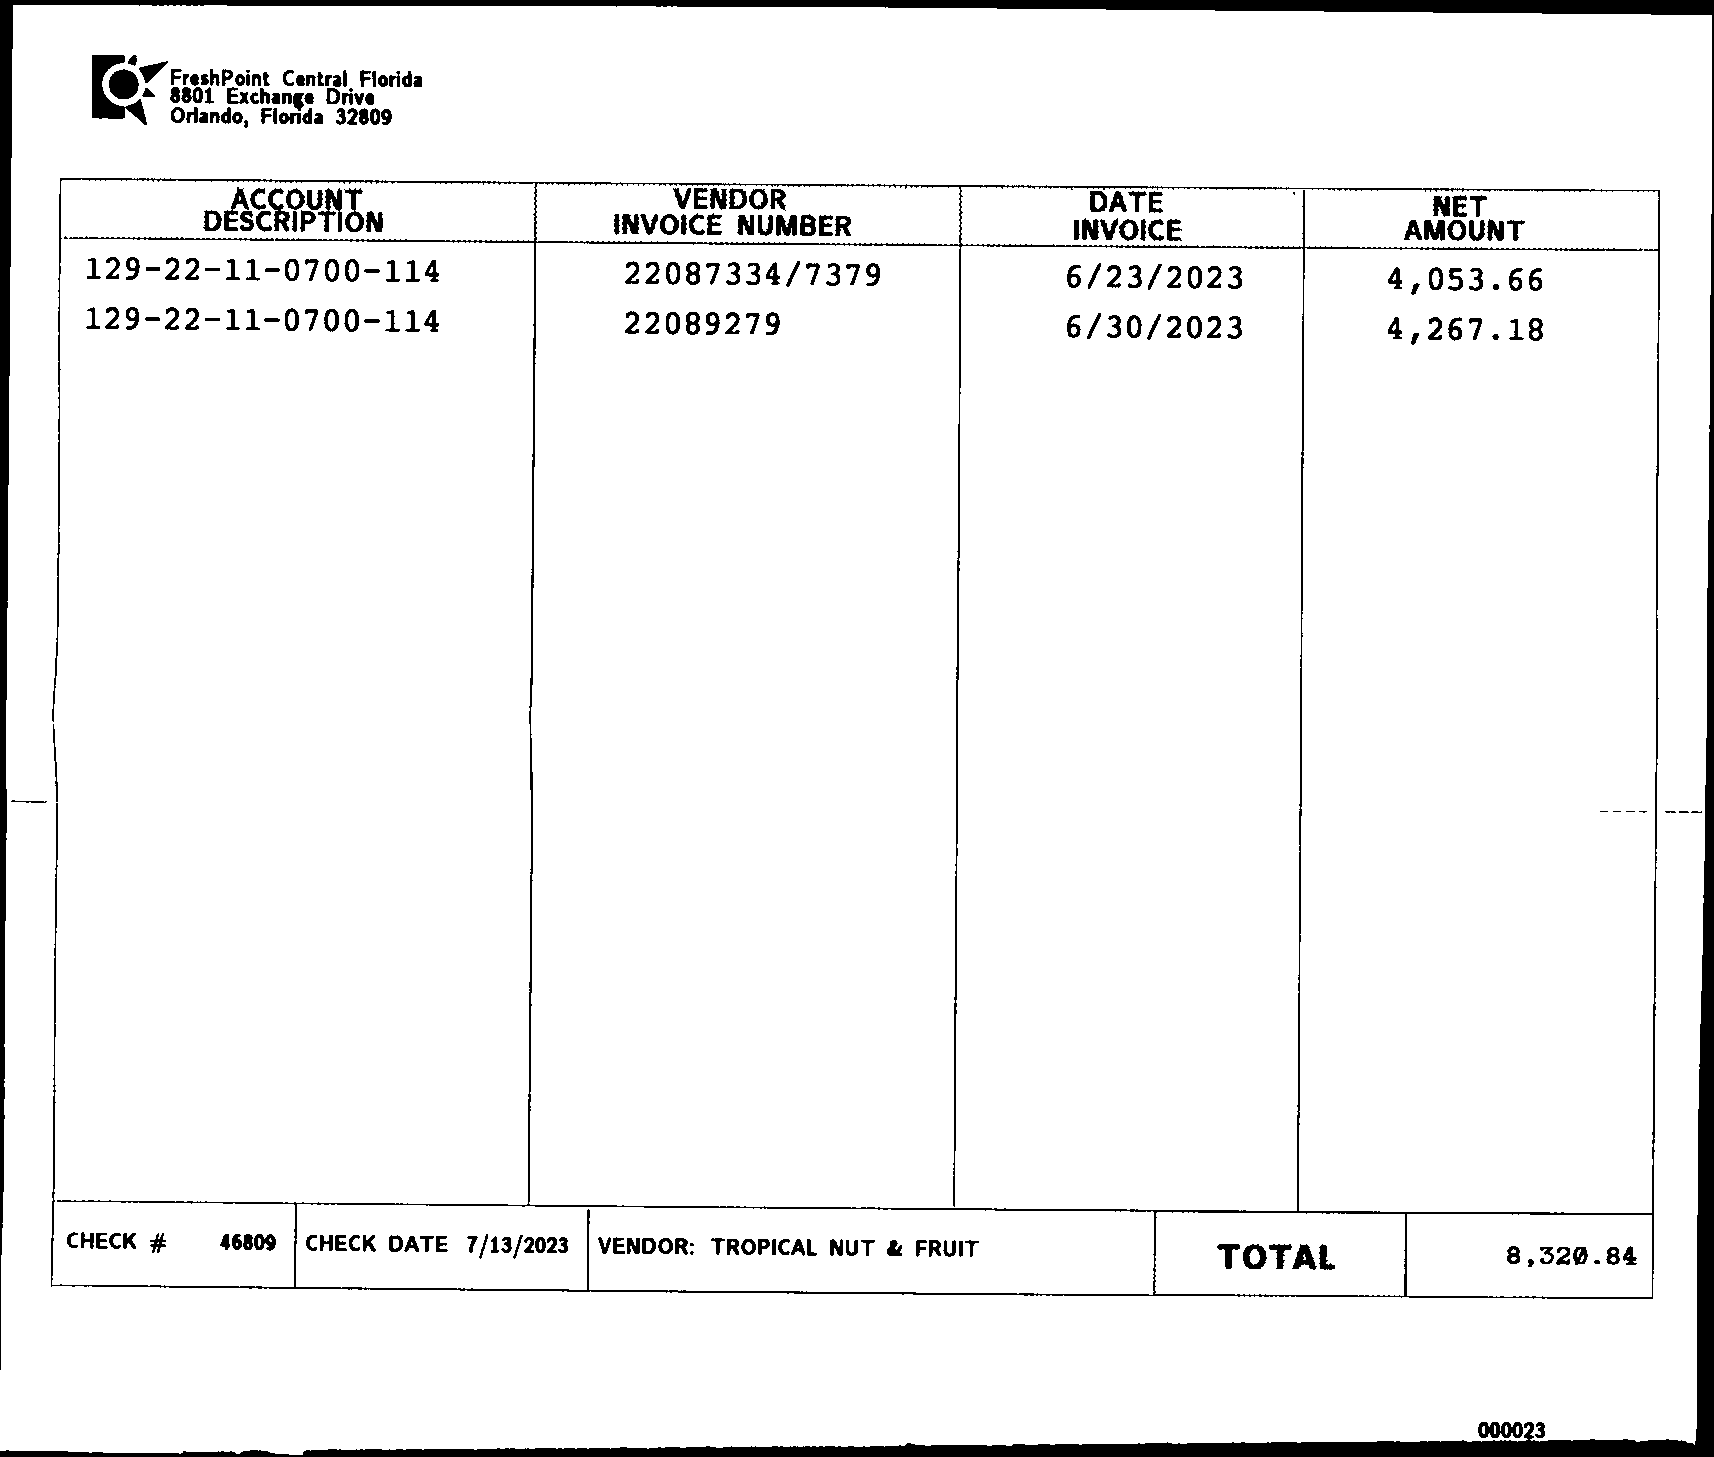 FreshPoint Central Florida
8801 Exchange Drive
Orlando, Florida 32809
ACCOUNT DESCRIPTION VENDOR INVOICE NUMBER DATE INVOICE NET AMOUNT
129-22-11-0700-114 22087334/7379 6/23/2023 4,053.66
129-22-11-0700-114 22089279 6/30/2023 4,267.18
CHECK # 46809 CHECK DATE 7/13/2023 VENDOR: TROPICAL NUT & FRUIT TOTAL 8,320.84
000023